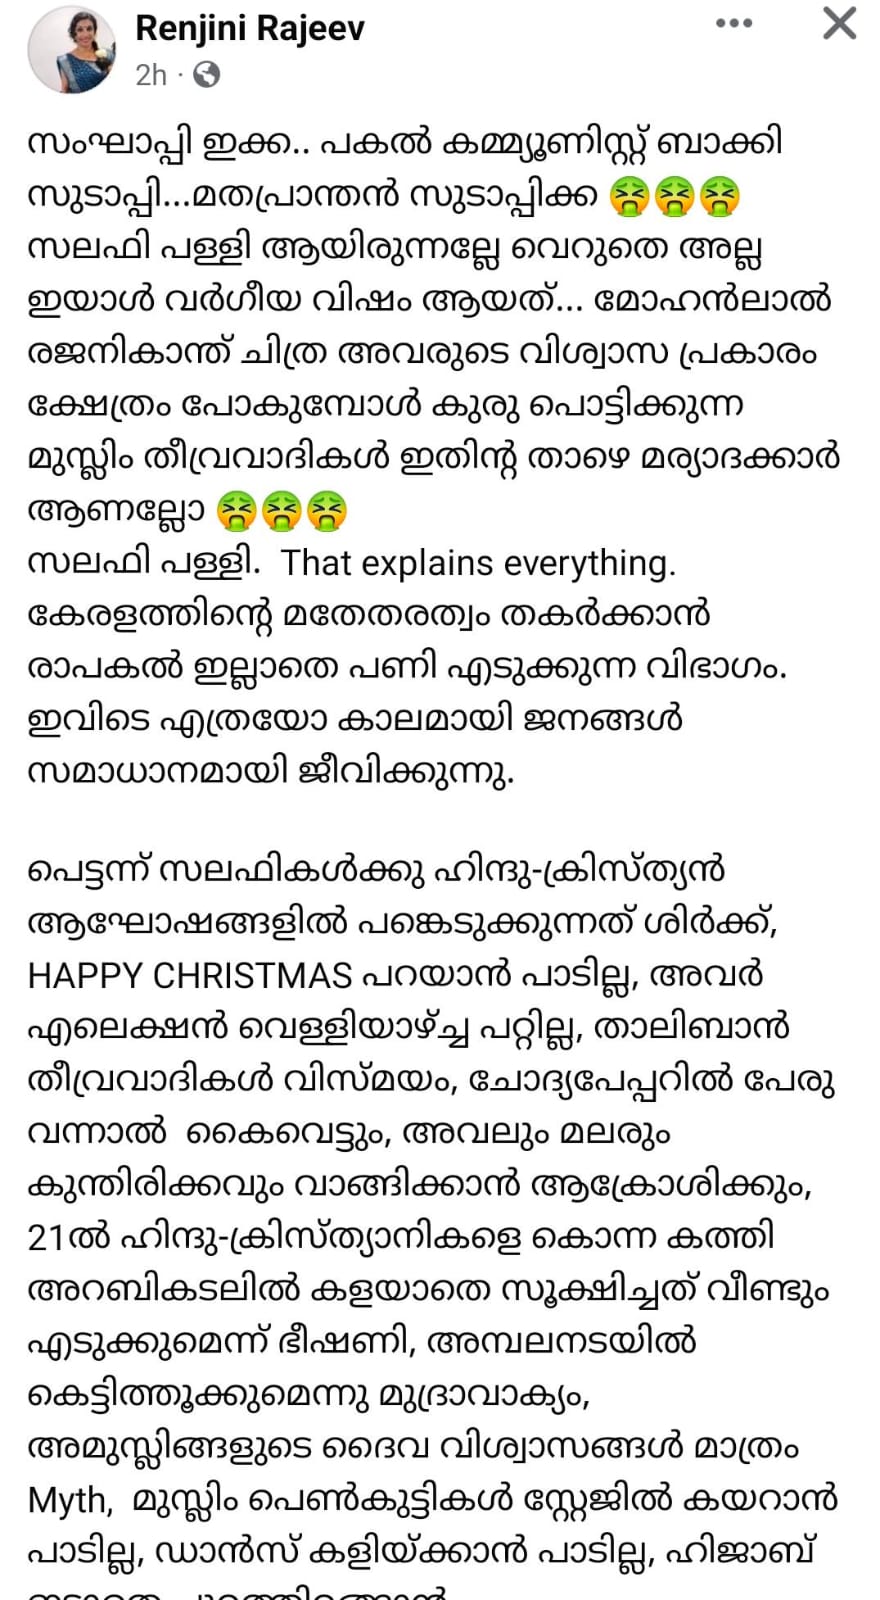 Renjini Rajeev
2h ·
സംഘാപ്പി ഇക്ക.. പകൽ കമ്മ്യൂണിസ്റ്റ് ബാക്കി
സുടാപ്പി...മതപ്രാന്തൻ സുടാപ്പിക്ക 🤮🤮🤮
സലഫി പള്ളി ആയിരുന്നല്ലേ വെറുതെ അല്ല
ഇയാൾ വർഗീയ വിഷം ആയത്... മോഹൻലാൽ
രജനികാന്ത് ചിത്ര അവരുടെ വിശ്വാസ പ്രകാരം
ക്ഷേത്രം പോകുമ്പോൾ കുരു പൊട്ടിക്കുന്ന
മുസ്ലിം തീവ്രവാദികൾ ഇതിന്റ താഴെ മര്യാദക്കാർ
ആണല്ലോ 🤮🤮🤮
സലഫി പള്ളി. That explains everything.
കേരളത്തിന്റെ മതേതരത്വം തകർക്കാൻ
രാപകൽ ഇല്ലാതെ പണി എടുക്കുന്ന വിഭാഗം.
ഇവിടെ എത്രയോ കാലമായി ജനങ്ങൾ
സമാധാനമായി ജീവിക്കുന്നു.
പെട്ടന്ന് സലഫികൾക്കു ഹിന്ദു-ക്രിസ്ത്യൻ
ആഘോഷങ്ങളിൽ പങ്കെടുക്കുന്നത് ശിർക്ക്,
HAPPY CHRISTMAS പറയാൻ പാടില്ല, അവർ
എലെക്ഷൻ വെള്ളിയാഴ്ച്ച പറ്റില്ല, താലിബാൻ
തീവ്രവാദികൾ വിസ്മയം, ചോദ്യപേപ്പറിൽ പേരു
വന്നാൽ കൈവെട്ടും, അവലും മലരും
കുന്തിരിക്കവും വാങ്ങിക്കാൻ ആക്രോശിക്കും,
21ൽ ഹിന്ദു-ക്രിസ്ത്യാനികളെ കൊന്ന കത്തി
അറബികടലിൽ കളയാതെ സൂക്ഷിച്ചത് വീണ്ടും
എടുക്കുമെന്ന് ഭീഷണി, അമ്പലനടയിൽ
കെട്ടിത്തൂക്കുമെന്നു മുദ്രാവാക്യം,
അമുസ്ലിങ്ങളുടെ ദൈവ വിശ്വാസങ്ങൾ മാത്രം
Myth, മുസ്ലിം പെൺകുട്ടികൾ സ്റ്റേജിൽ കയറാൻ
പാടില്ല, ഡാൻസ് കളിയ്ക്കാൻ പാടില്ല, ഹിജാബ്